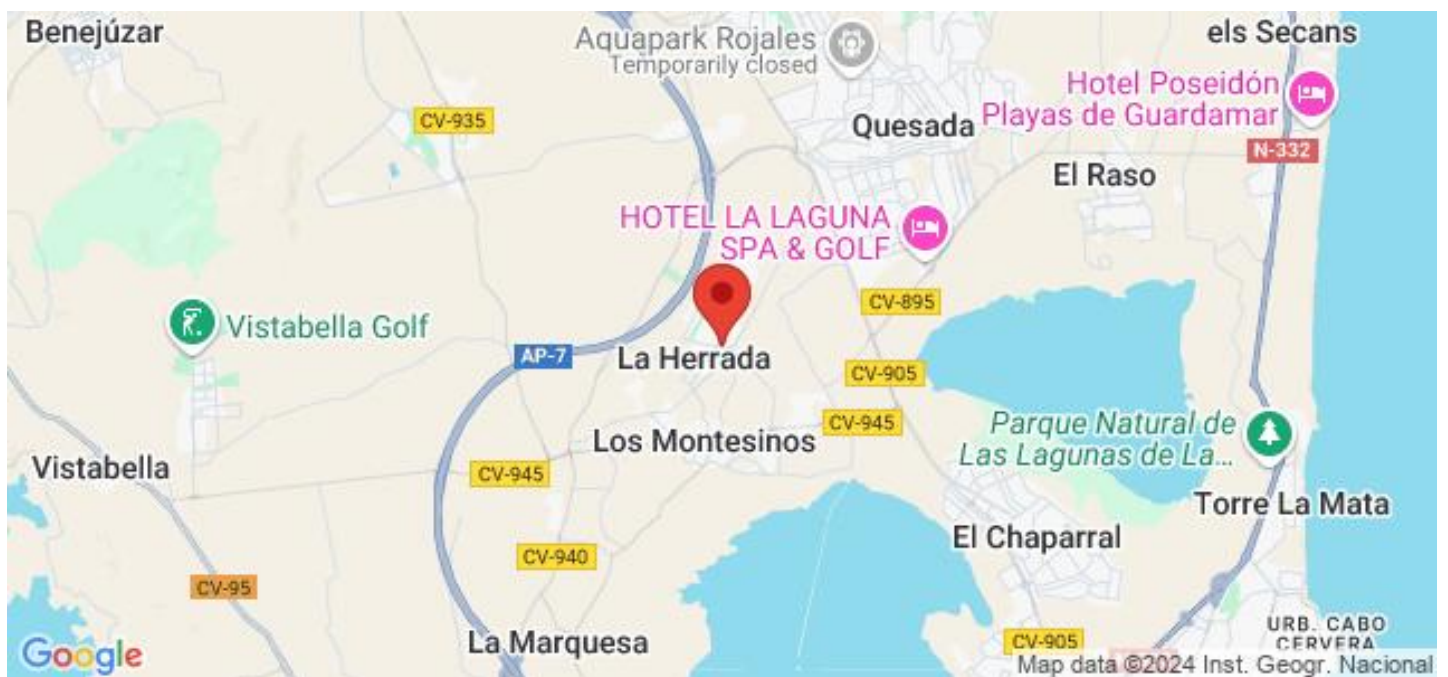 Benejúzar
Aquapark Rojales
Temporarily closed
els Secans
Hotel Poseidón
Playas de Guardamar
CV-935
Quesada
N-332
El Raso
HOTEL LA LAGUNA
SPA & GOLF
CV-895
Vistabella Golf
AP-7
La Herrada
CV-905
CV-945
Parque Natural de
Las Lagunas de La...
Los Montesinos
Vistabella
CV-945
Torre La Mata
El Chaparral
CV-940
CV-95
URB. CABO
CERVERA
La Marquesa
CV-905
Google
Map data ©2024 Inst. Geogr. Nacional